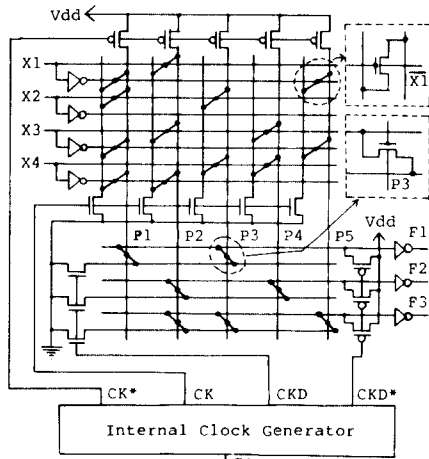 Vdd
X1
X1
X2
X3
X4
P3
P1 P2 P3 P4 P5 Vdd
F1
F2
F3
CK* CK CKD CKD*
Internal Clock Generator